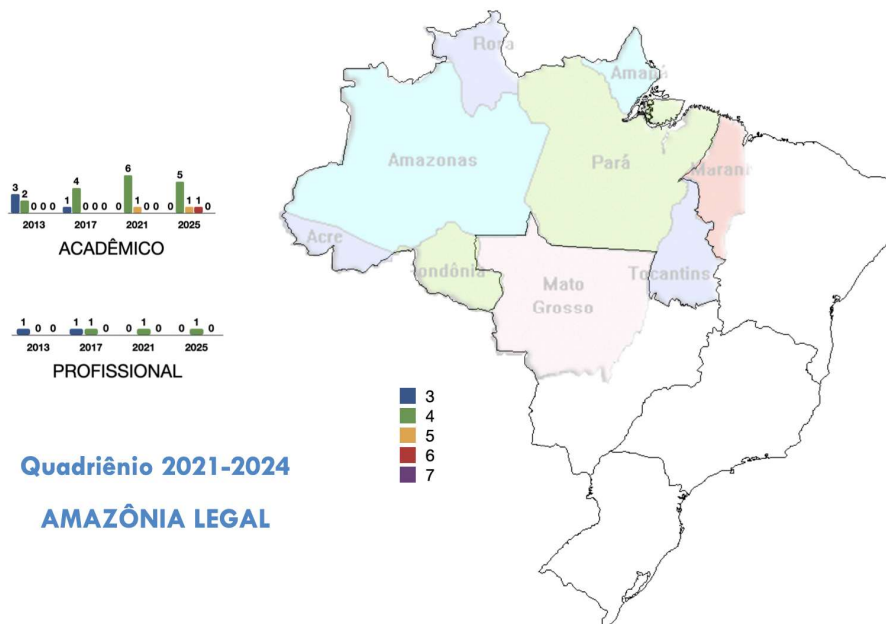 Rora
Amapá
Amazonas
Pará
Acre
ondônia
Mato
Grosso
Tocantins
3 2 0 0 0 1 4 0 0 0 0 6 1 0 0 0 5 1 1 0
2013 2017 2021 2025
ACADÊMICO
1 0 0 1 1 0 0 1 0 0 1 0
2013 2017 2021 2025
PROFISSIONAL
3
4
5
6
7
Quadriênio 2021-2024
AMAZÔNIA LEGAL